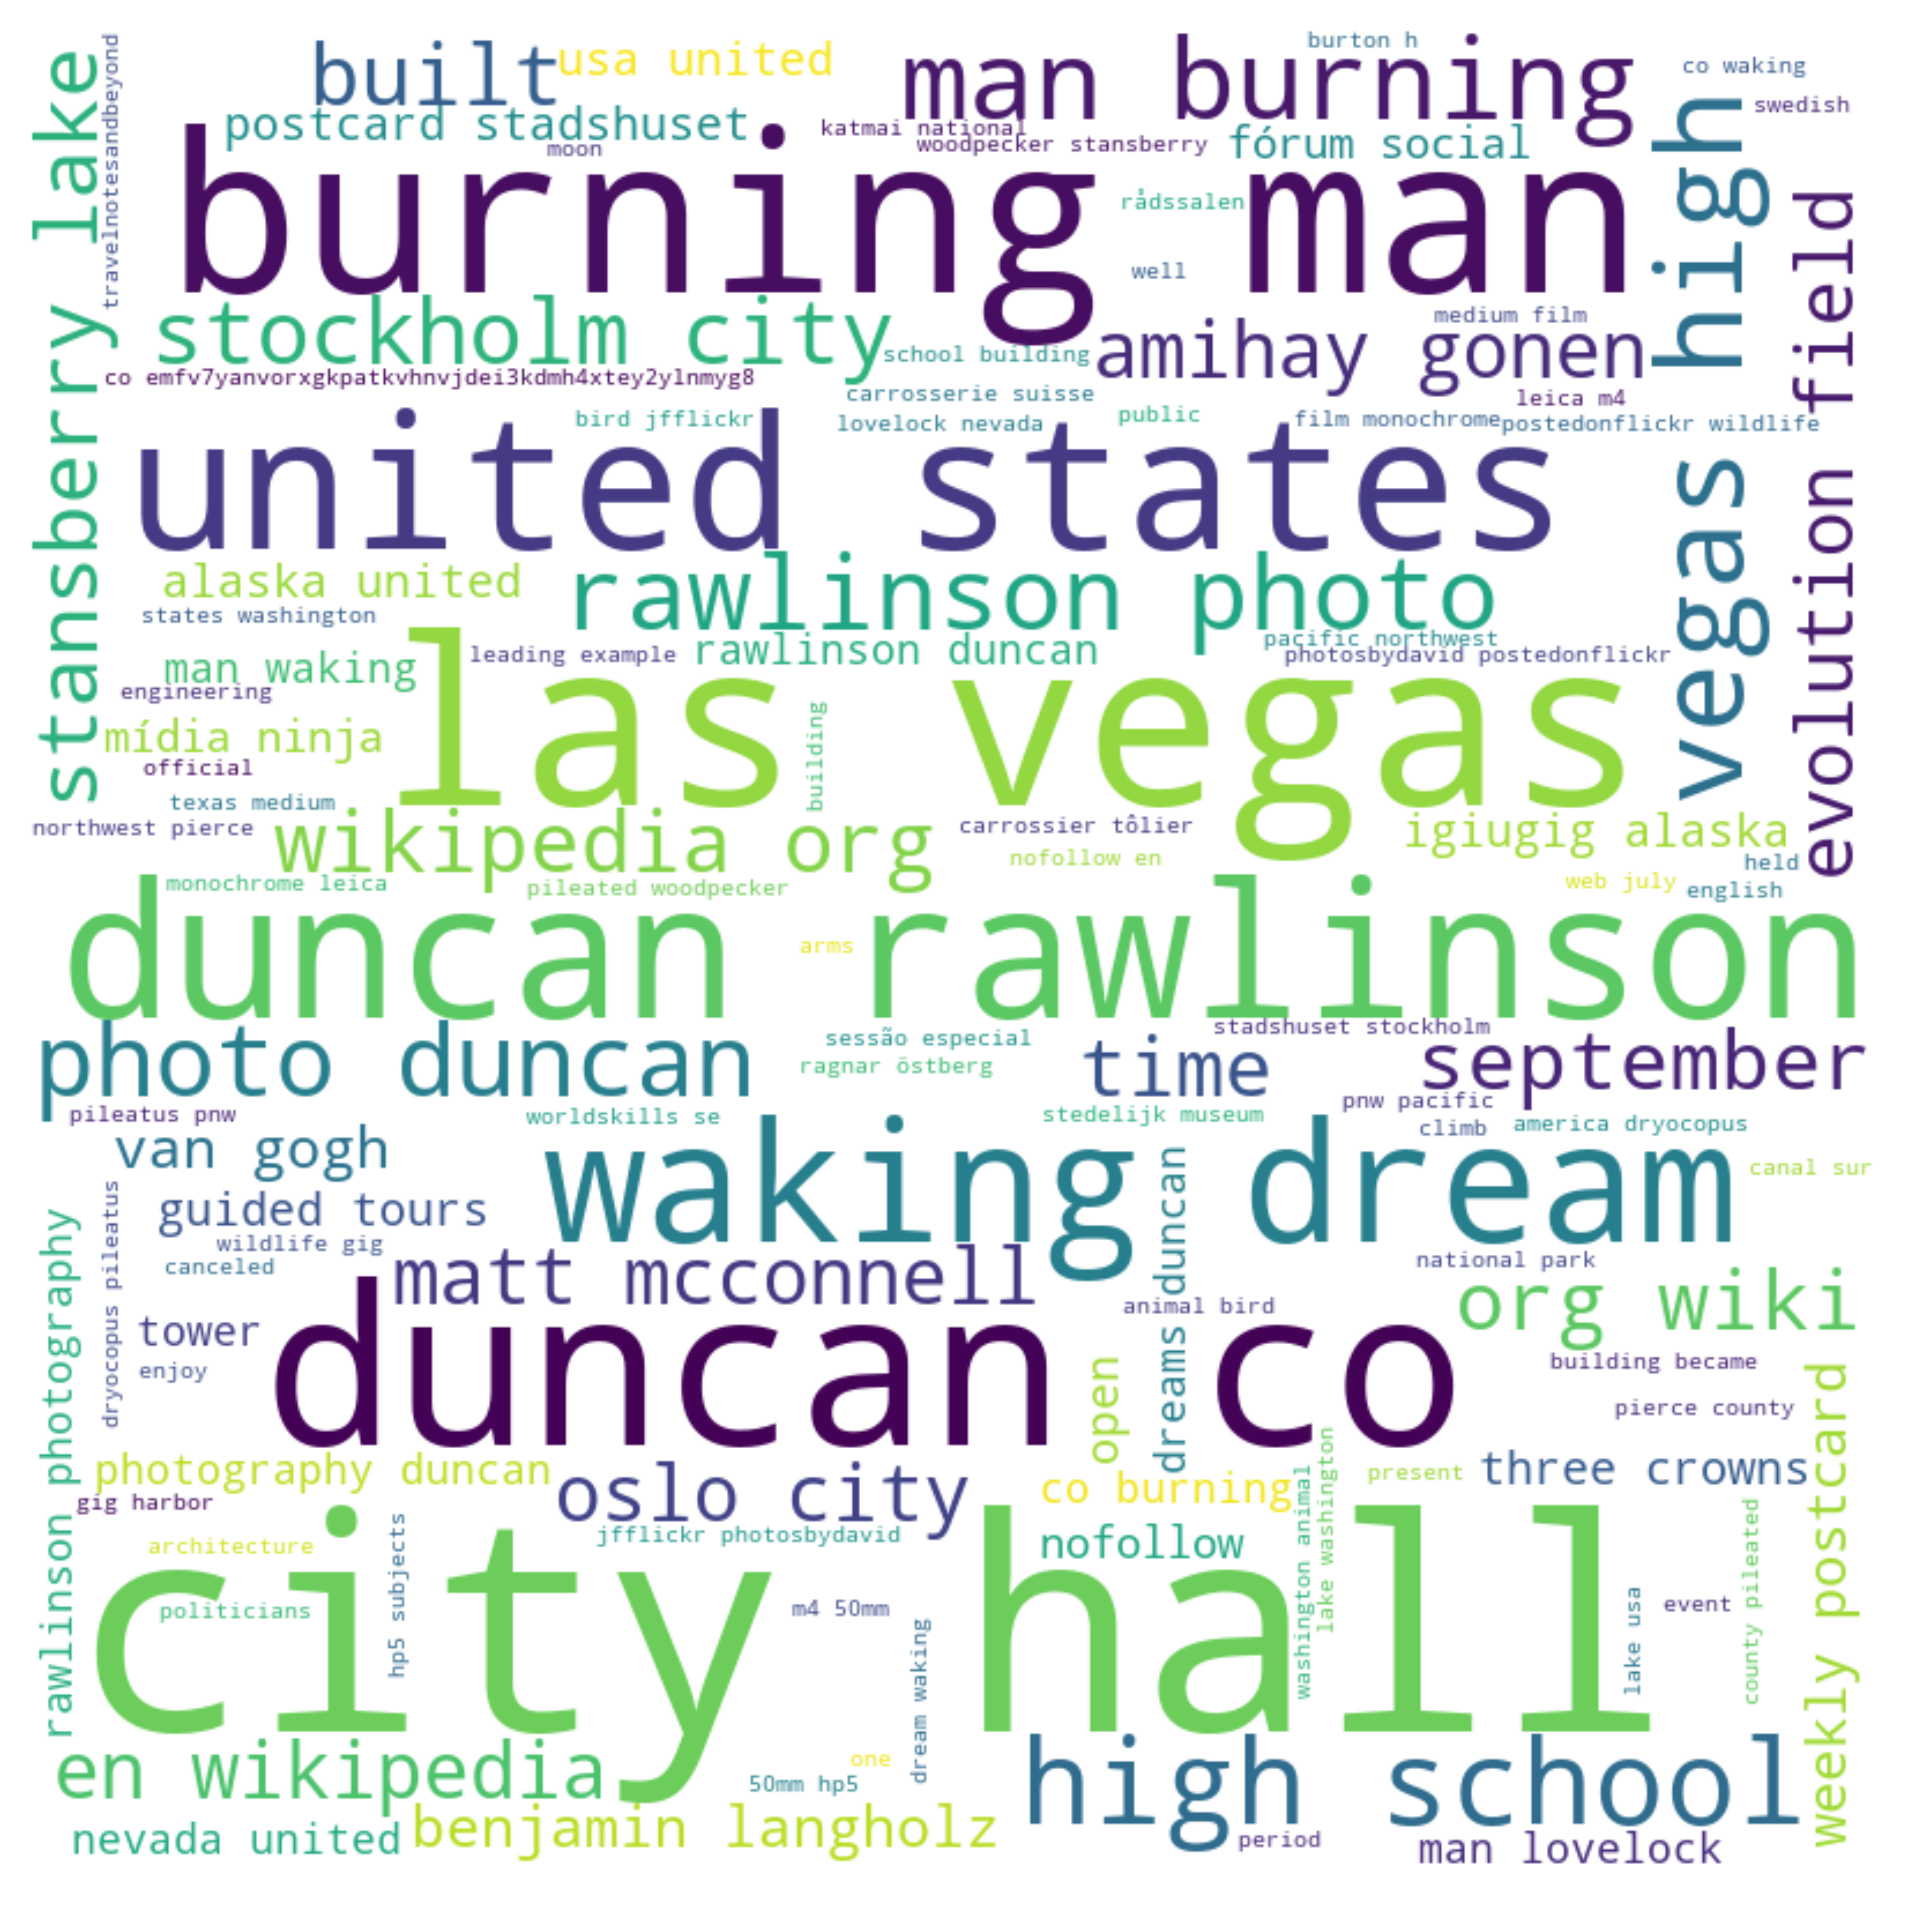 built
usa united
man burning
burton h
co waking
swedish
postcard stadshuset
moon
katmai national
woodpecker stansberry
fórum social
stansberry lake
travelnotesandbeyond
burning man
rådssalen
well
vegas high
evolution field
stockholm city
school building
medium film
amihay gonen
co emfv7yanvorxgkpatkvhnvjdei3kdmh4xtey2ylnmyg8
carrosserie suisse
leica m4
bird jfflickr
lovelock nevada
public
film monochrome
postedonflickr wildlife
united states
alaska united
states washington
rawlinson photo
man waking
leading example
rawlinson duncan
pacific northwest
photosbydavid postedonflickr
engineering
las vegas
building
mídia ninja
official
texas medium
northwest pierce
wikipedia org
carrossier tôlier
nofollow en
igiugig alaska
held
monochrome leica
pileated woodpecker
web july
english
duncan rawlinson
arms
photo duncan
sessão especial
ragnar östberg
stadshuset stockholm
time
september
pileatus pnw
worldskills se
stedelijk museum
pnw pacific
climb
america dryocopus
van gogh
waking dream
canal sur
guided tours
wildlife gig
canceled
dryocopus pileatus
rawlinson photography
matt mcconnell
dreams duncan
national park
animal bird
org wiki
tower
enjoy
duncan co
open
building became
pierce county
weekly postcard
photography duncan
gig harbor
oslo city
co burning
present
three crowns
architecture
hp5 subjects
jfflickr photosbydavid
nofollow
washington animal
lake washington
city hall
politicians
m4 50mm
dream waking
lake usa
event
county pileated
en wikipedia
one
50mm hp5
high school
nevada united
benjamin langholz
period
man lovelock